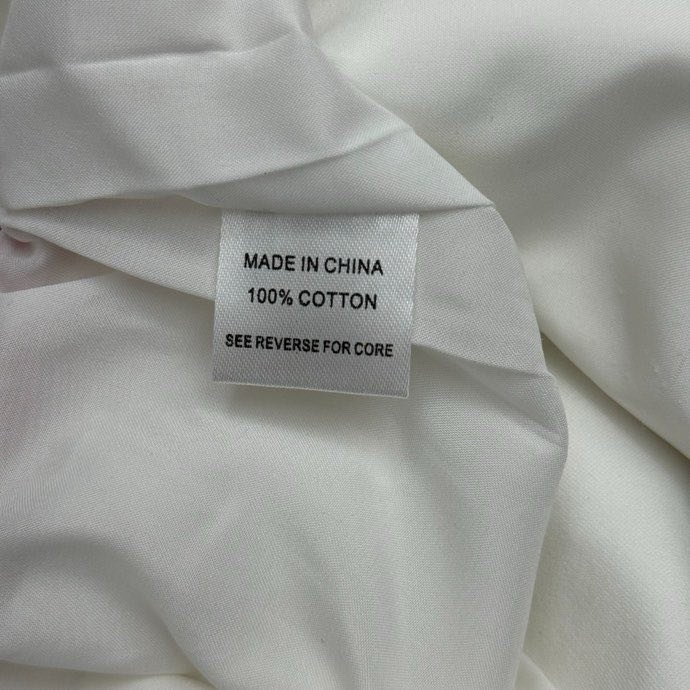 MADE IN CHINA
100% COTTON
SEE REVERSE FOR CORE